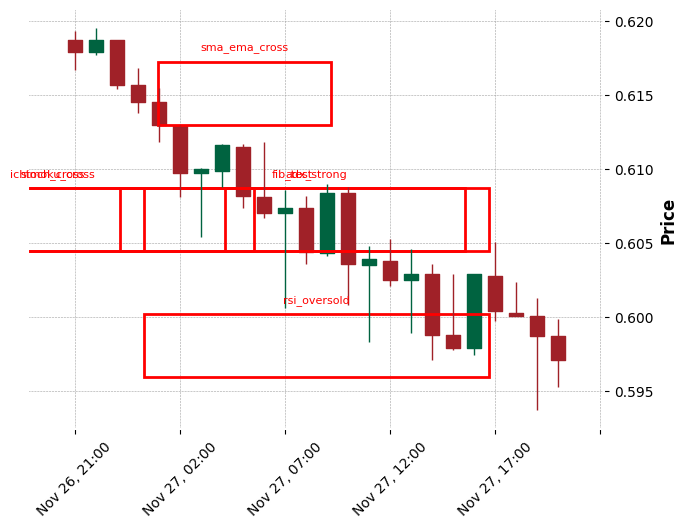 0.620
sma_ema_cross
0.615
0.610
fib_test
0.605
Price
rsi_oversold
0.600
0.595
Nov 26, 21:00
Nov 27, 02:00
Nov 27, 07:00
Nov 27, 12:00
Nov 27, 17:00